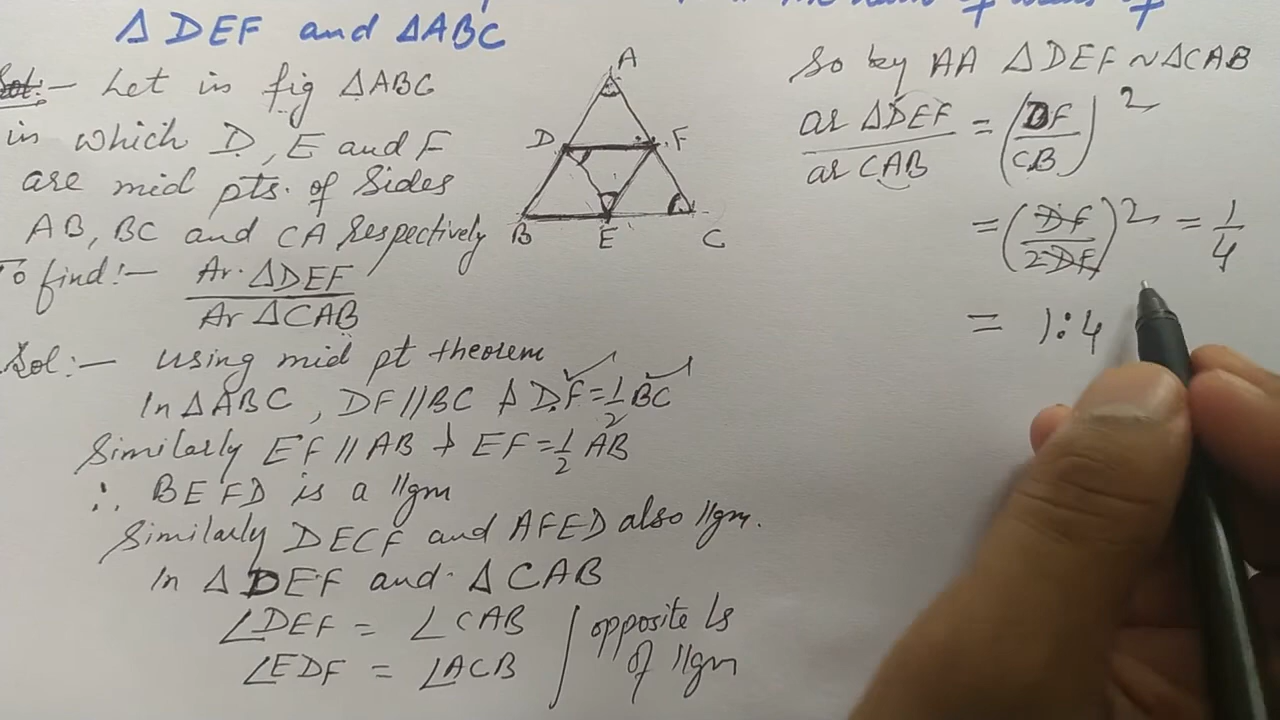 Δ DEF and ΔABC
Sol:- Let in fig ΔABC
in which D, E and F
are mid pts. of Sides
AB, BC and CA respectively
To find:- Ar. ΔDEF
Ar ΔCAB
Sol:- Using mid pt theorem
In ΔABC, DF//BC & DF=1/2 BC
Similarly EF//AB & EF=1/2 AB
∴ BEFD is a //gm
Similarly DECF and AFED also //gm.
In Δ DEF and ΔCAB
∠DEF = ∠CAB
∠EDF = ∠ACB
opposite ∠s
of //gm
A
D F
B E C
So by AA ΔDEF ~ ΔCAB
ar ΔDEF / ar CAB = (DF / CB)2
= (DF / 2DF)2 = 1/4
= 1:4